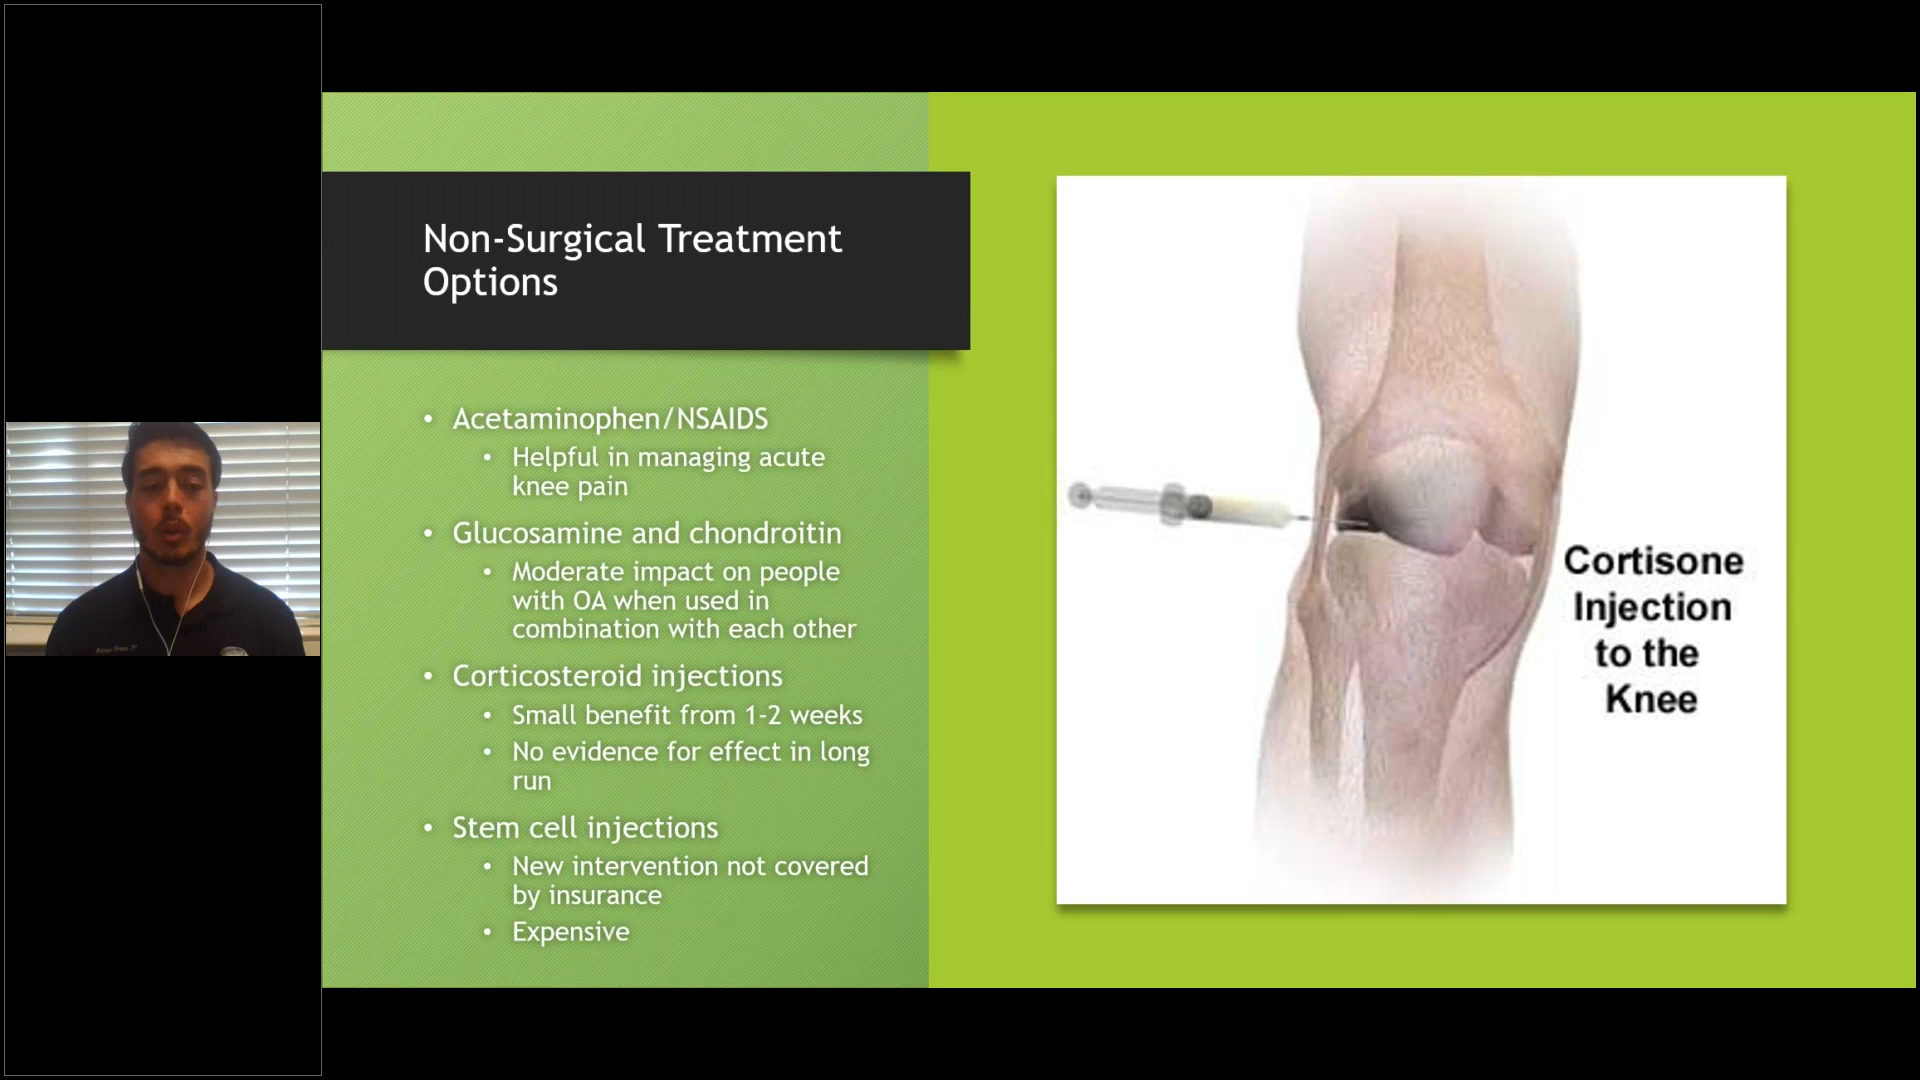 Non-Surgical Treatment
Options
• Acetaminophen/NSAIDS
• Helpful in managing acute
knee pain
• Glucosamine and chondroitin
• Moderate impact on people
with OA when used in
combination with each other
• Corticosteroid injections
• Small benefit from 1-2 weeks
• No evidence for effect in long
run
• Stem cell injections
• New intervention not covered
by insurance
• Expensive
Cortisone
Injection
to the
Knee